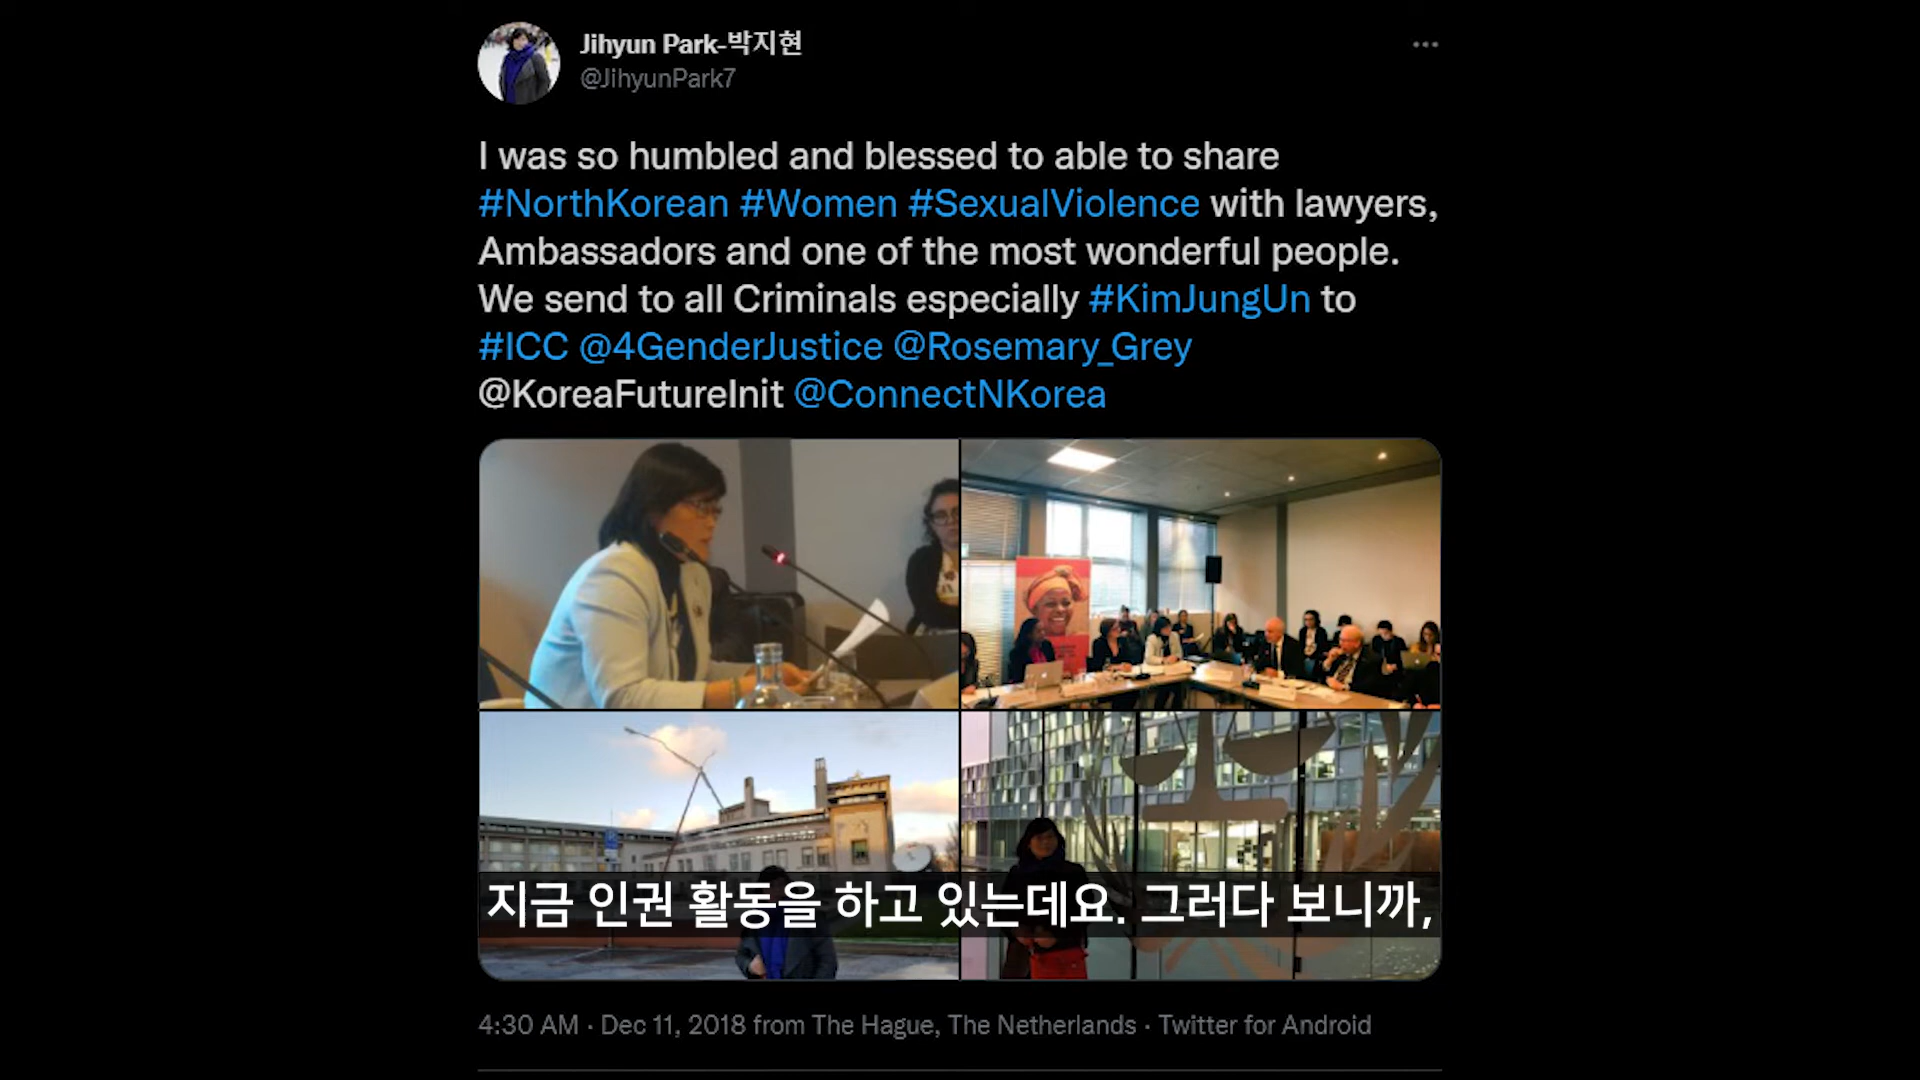 Jihyun Park-박지현
@JihyunPark7
I was so humbled and blessed to able to share
#NorthKorean #Women #SexualViolence with lawyers,
Ambassadors and one of the most wonderful people.
We send to all Criminals especially #KimJungUn to
#ICC @4GenderJustice @Rosemary_Grey
@KoreaFutureInit @ConnectNKorea
지금 인권 활동을 하고 있는데요. 그러다 보니까,
4:30 AM · Dec 11, 2018 from The Hague, The Netherlands · Twitter for Android